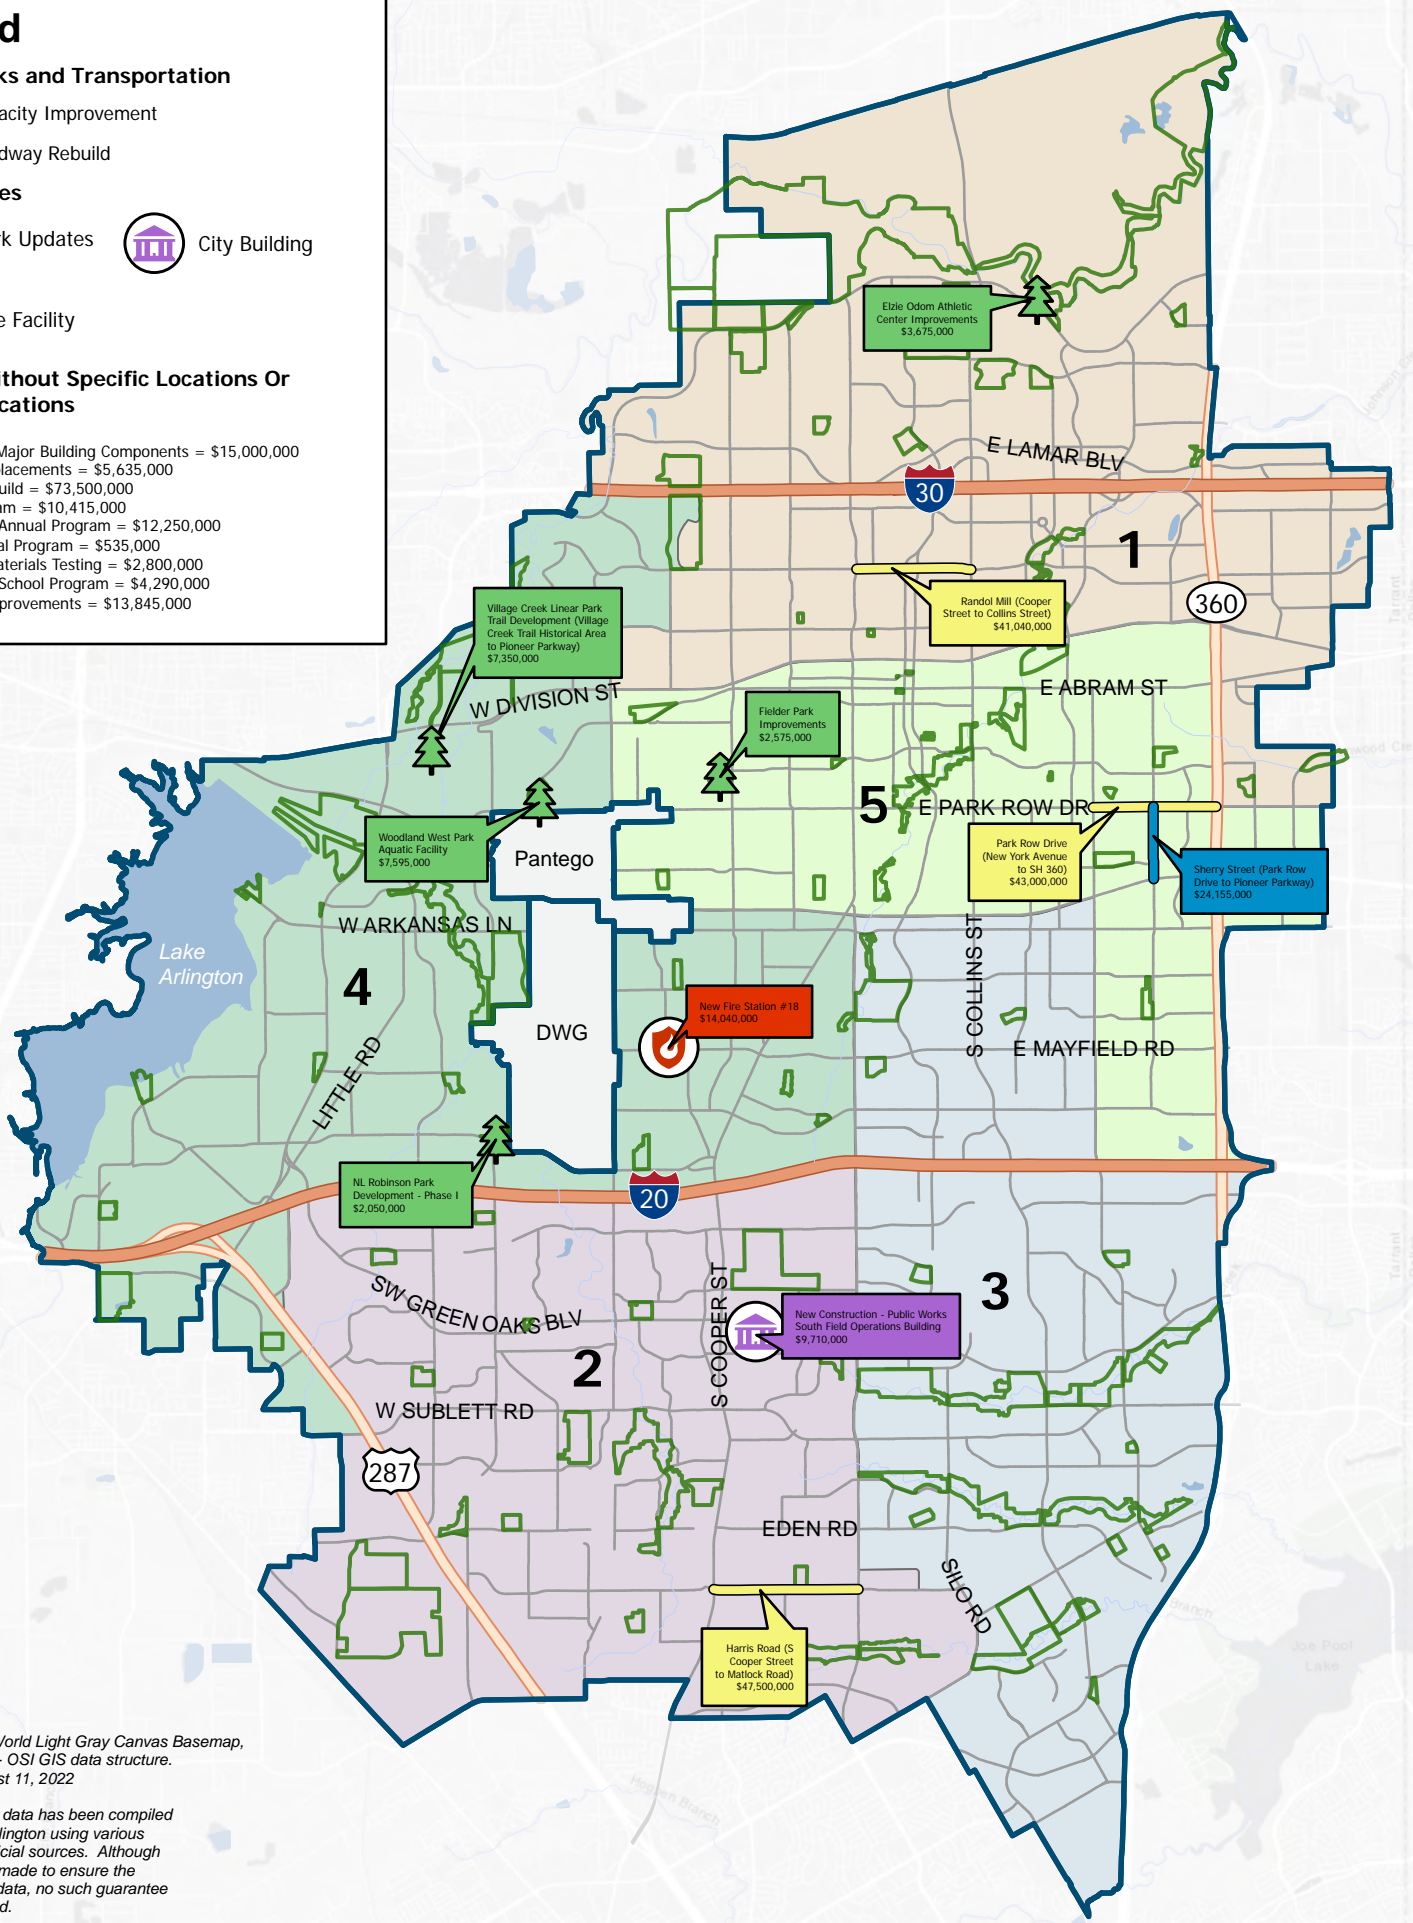 d
ks and Transportation
acity Improvement
dway Rebuild
es
k Updates
City Building
e Facility
ithout Specific Locations Or
cations
Major Building Components = $15,000,000
placements = $5,635,000
uild = $73,500,000
am = $10,415,000
Annual Program = $12,250,000
al Program = $535,000
aterials Testing = $2,800,000
School Program = $4,290,000
provements = $13,845,000
Elzie Odom Athletic
Center Improvements
$3,675,000
E LAMAR BLV
30
1
360
Randol Mill (Cooper
Street to Collins Street)
$41,040,000
Village Creek Linear Park
Trail Development (Village
Creek Trail Historical Area
to Pioneer Parkway)
$7,350,000
W DIVISION ST
E ABRAM ST
Fielder Park
Improvements
$2,575,000
5
E PARK ROW DR
Woodland West Park
Aquatic Facility
$7,595,000
Pantego
Park Row Drive
(New York Avenue
to SH 360)
$43,000,000
Sherry Street (Park Row
Drive to Pioneer Parkway)
$24,155,000
W ARKANSAS LN
Lake
Arlington
4
DWG
New Fire Station #18
$14,040,000
S COLLINS ST
E MAYFIELD RD
LITTLE RD
NL Robinson Park
Development - Phase I
$2,050,000
20
SW GREEN OAKS BLV
S COOPER ST
3
New Construction - Public Works
South Field Operations Building
$9,710,000
2
W SUBLETT RD
287
EDEN RD
SILO RD
Harris Road (S
Cooper Street
to Matlock Road)
$47,500,000
Joe Pool
Lake
Branch
Hogpen Branch
Tarrant
Tarrant
World Light Gray Canvas Basemap,
- OSI GIS data structure.
st 11, 2022
data has been compiled
lington using various
icial sources.  Although
made to ensure the
data, no such guarantee
d.